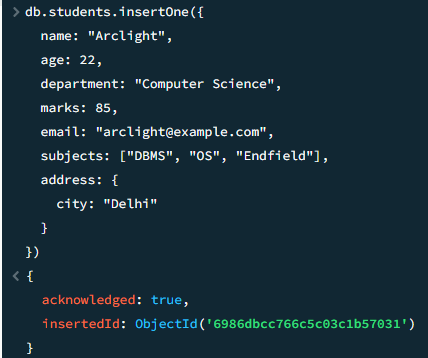 > db.students.insertOne({
    name: "Arclight",
    age: 22,
    department: "Computer Science",
    marks: 85,
    email: "arclight@example.com",
    subjects: ["DBMS", "OS", "Endfield"],
    address: {
      city: "Delhi"
    }
  })
< {
    acknowledged: true,
    insertedId: ObjectId('6986dbcc766c5c03c1b57031')
  }